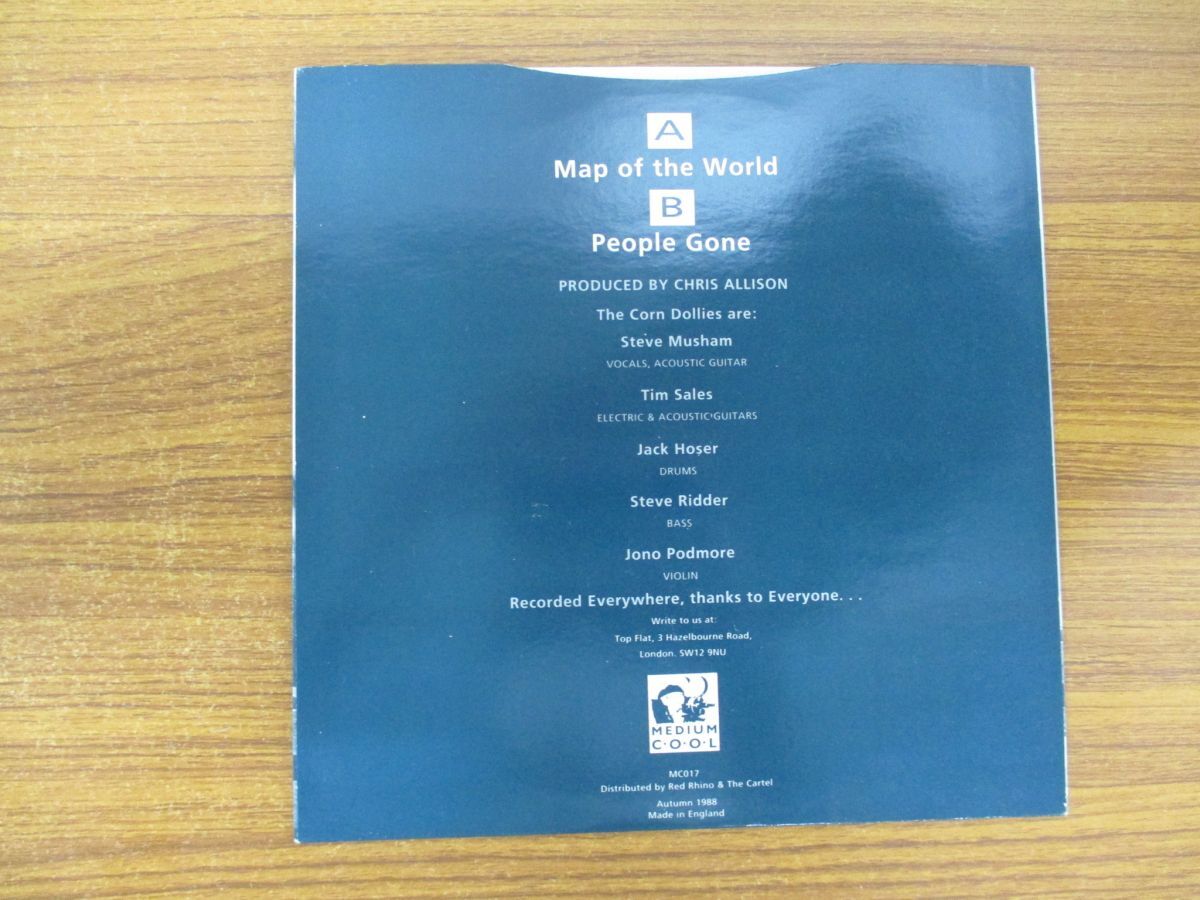 A
Map of the World
B
People Gone
PRODUCED BY CHRIS ALLISON
The Corn Dollies are:
Steve Musham
VOCALS, ACOUSTIC GUITAR
Tim Sales
ELECTRIC & ACOUSTIC GUITARS
Jack Hoser
DRUMS
Steve Ridder
BASS
Jono Podmore
VIOLIN
Recorded Everywhere, thanks to Everyone. . .
Write to us at:
Top Flat, 3 Hazelbourne Road,
London. SW12 9NU
MEDIUM
C·O·O·L
MC017
Distributed by Red Rhino & The Cartel
Autumn 1988
Made in England